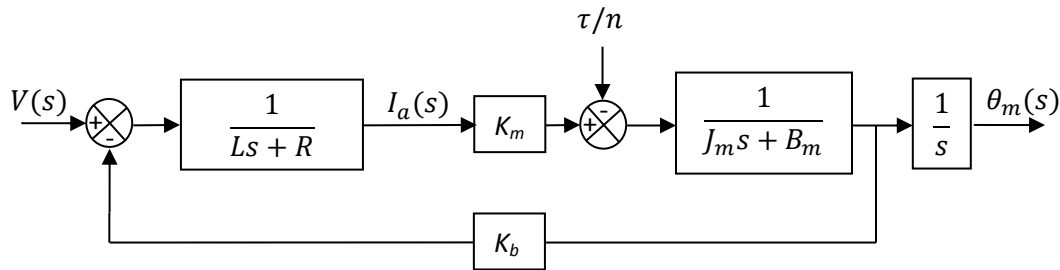 τ/n
V(s)
+
-
1
Ls + R
I_a(s)
K_m
-
+
1
J_m s + B_m
1
s
θ_m(s)
K_b